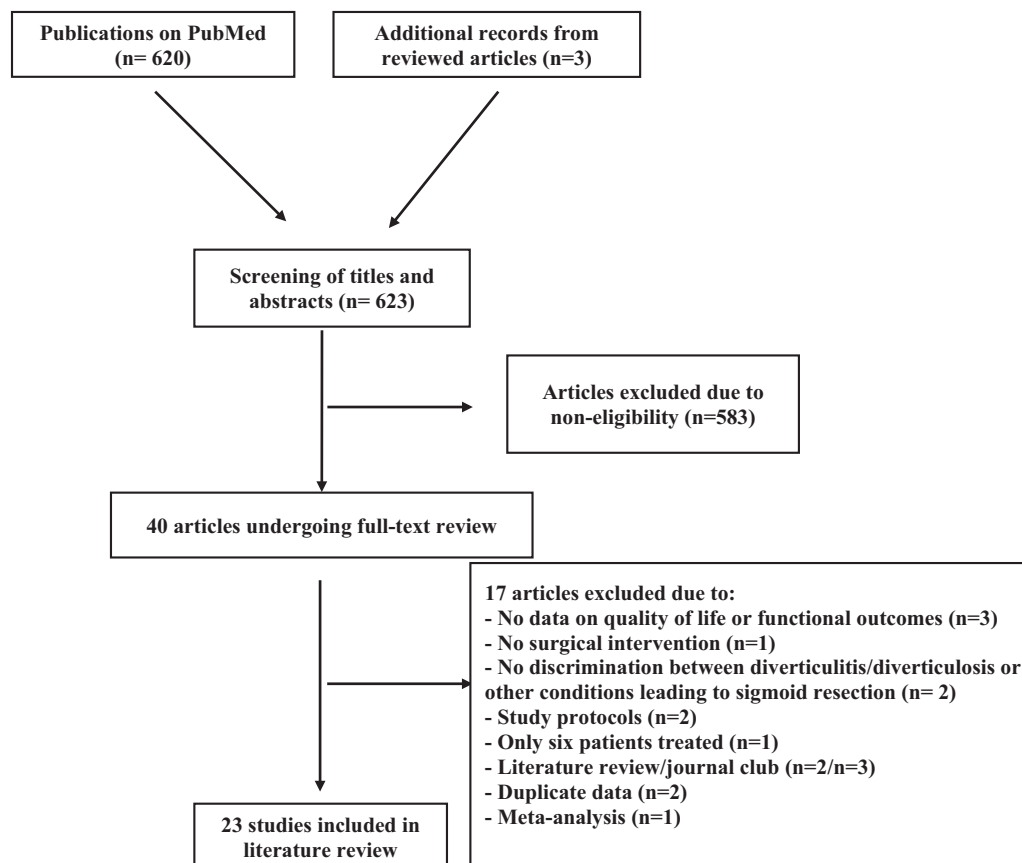 Publications on PubMed
(n= 620)
Additional records from
reviewed articles (n=3)
Screening of titles and
abstracts (n= 623)
Articles excluded due to
non-eligibility (n=583)
40 articles undergoing full-text review
17 articles excluded due to:
- No data on quality of life or functional outcomes (n=3)
- No surgical intervention (n=1)
- No discrimination between diverticulitis/diverticulosis or
other conditions leading to sigmoid resection (n= 2)
- Study protocols (n=2)
- Only six patients treated (n=1)
- Literature review/journal club (n=2/n=3)
- Duplicate data (n=2)
- Meta-analysis (n=1)
23 studies included in
literature review